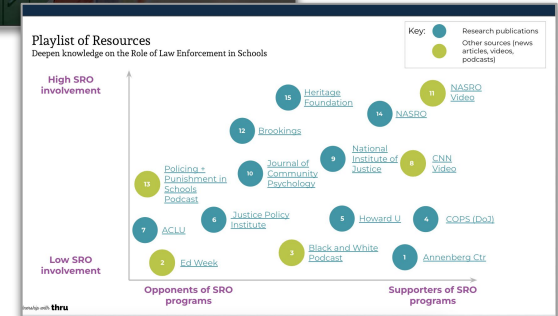 Playlist of Resources
Deepen knowledge on the Role of Law Enforcement in Schools
Key:
Research publications
Other sources (news
articles, videos,
podcasts)
High SRO
involvement
15 Heritage
Foundation
11 NASRO
Video
14 NASRO
12 Brookings
9 National
Institute of
Justice
8 CNN
Video
10 Journal of
Community
Psychology
13 Policing +
Punishment in
Schools
Podcast
7 ACLU
6 Justice Policy
Institute
5 Howard U
4 COPS (DoJ)
2 Ed Week
3 Black and White
Podcast
1 Annenberg Ctr
Low SRO
involvement
Opponents of SRO
programs
Supporters of SRO
programs
with thru